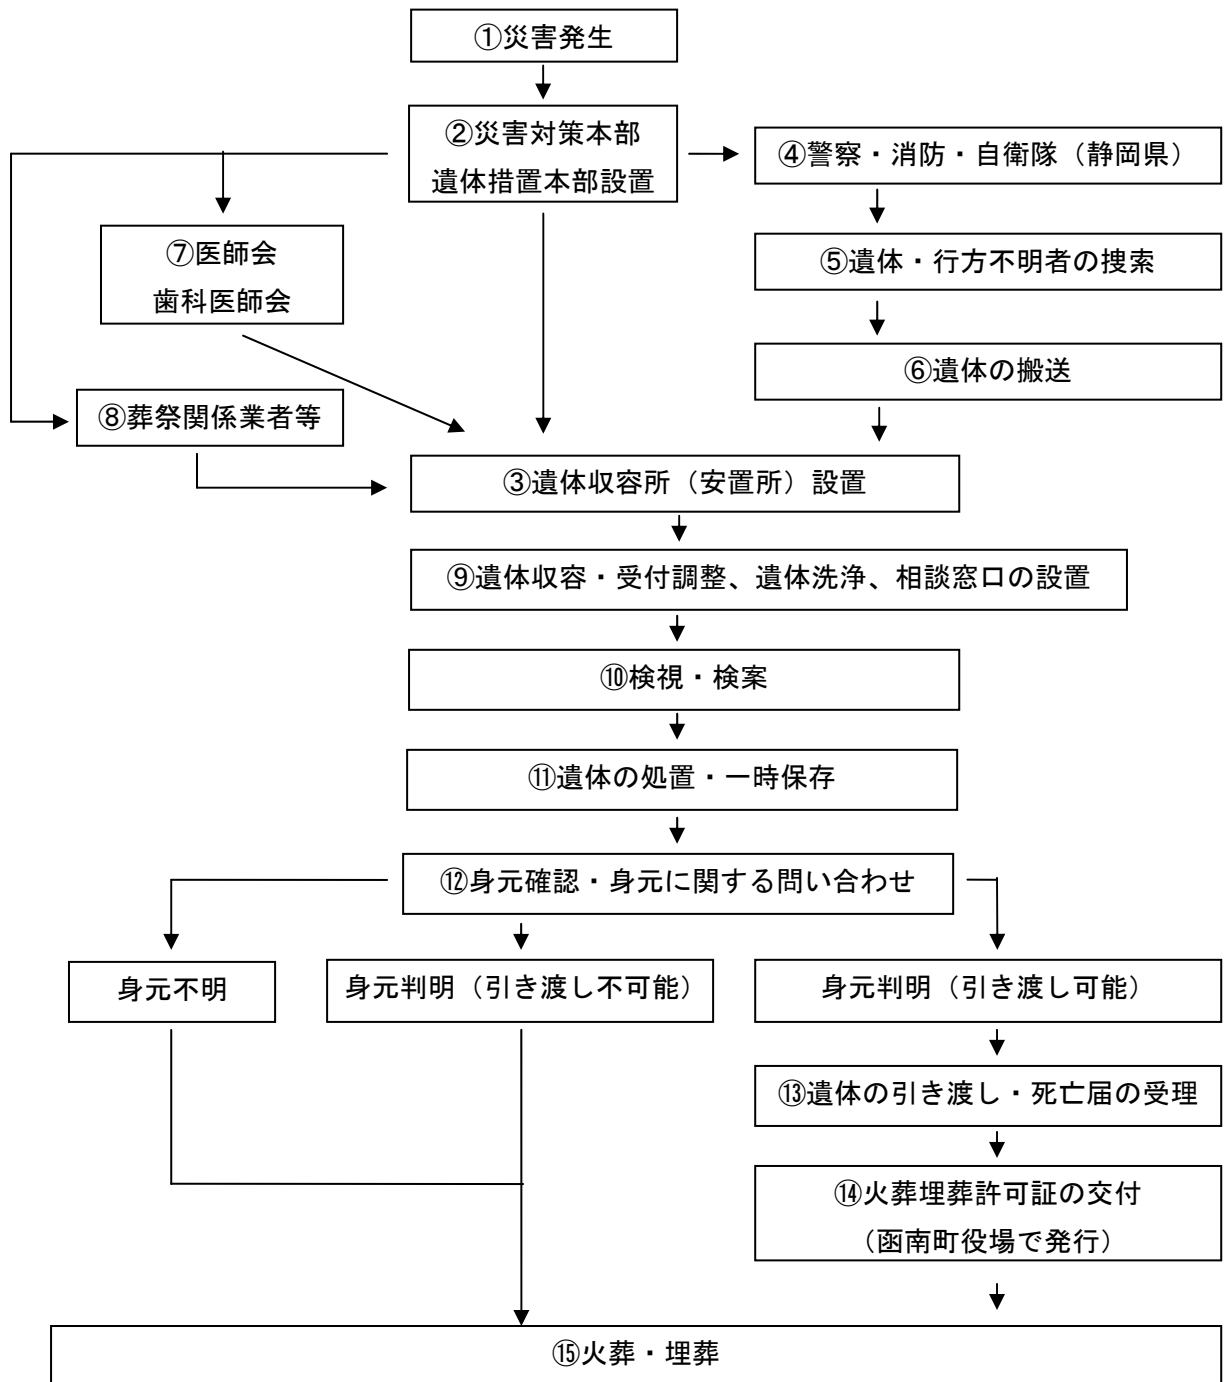 ①災害発生
②災害対策本部
遺体措置本部設置
④警察・消防・自衛隊（静岡県）
⑦医師会
歯科医師会
⑤遺体・行方不明者の捜索
⑥遺体の搬送
⑧葬祭関係業者等
③遺体収容所（安置所）設置
⑨遺体収容・受付調整、遺体洗浄、相談窓口の設置
⑩検視・検案
⑪遺体の処置・一時保存
⑫身元確認・身元に関する問い合わせ
身元不明
身元判明（引き渡し不可能）
身元判明（引き渡し可能）
⑬遺体の引き渡し・死亡届の受理
⑭火葬埋葬許可証の交付
（函南町役場で発行）
⑮火葬・埋葬